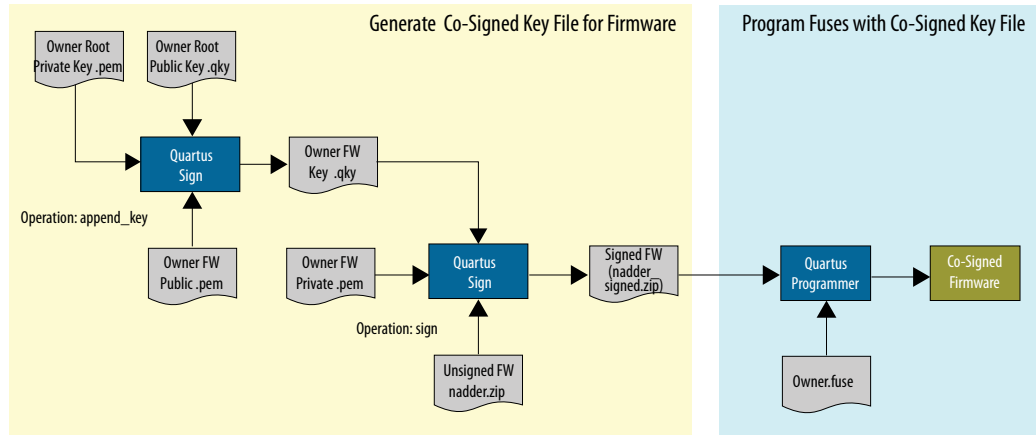 Generate Co-Signed Key File for Firmware
Program Fuses with Co-Signed Key File
Owner Root
Private Key .pem
Owner Root
Public Key .qky
Quartus
Sign
Owner FW
Key .qky
Operation: append_key
Owner FW
Public .pem
Owner FW
Private .pem
Quartus
Sign
Signed FW
(nadder
signed.zip)
Quartus
Programmer
Co-Signed
Firmware
Operation: sign
Unsigned FW
nadder.zip
Owner.fuse